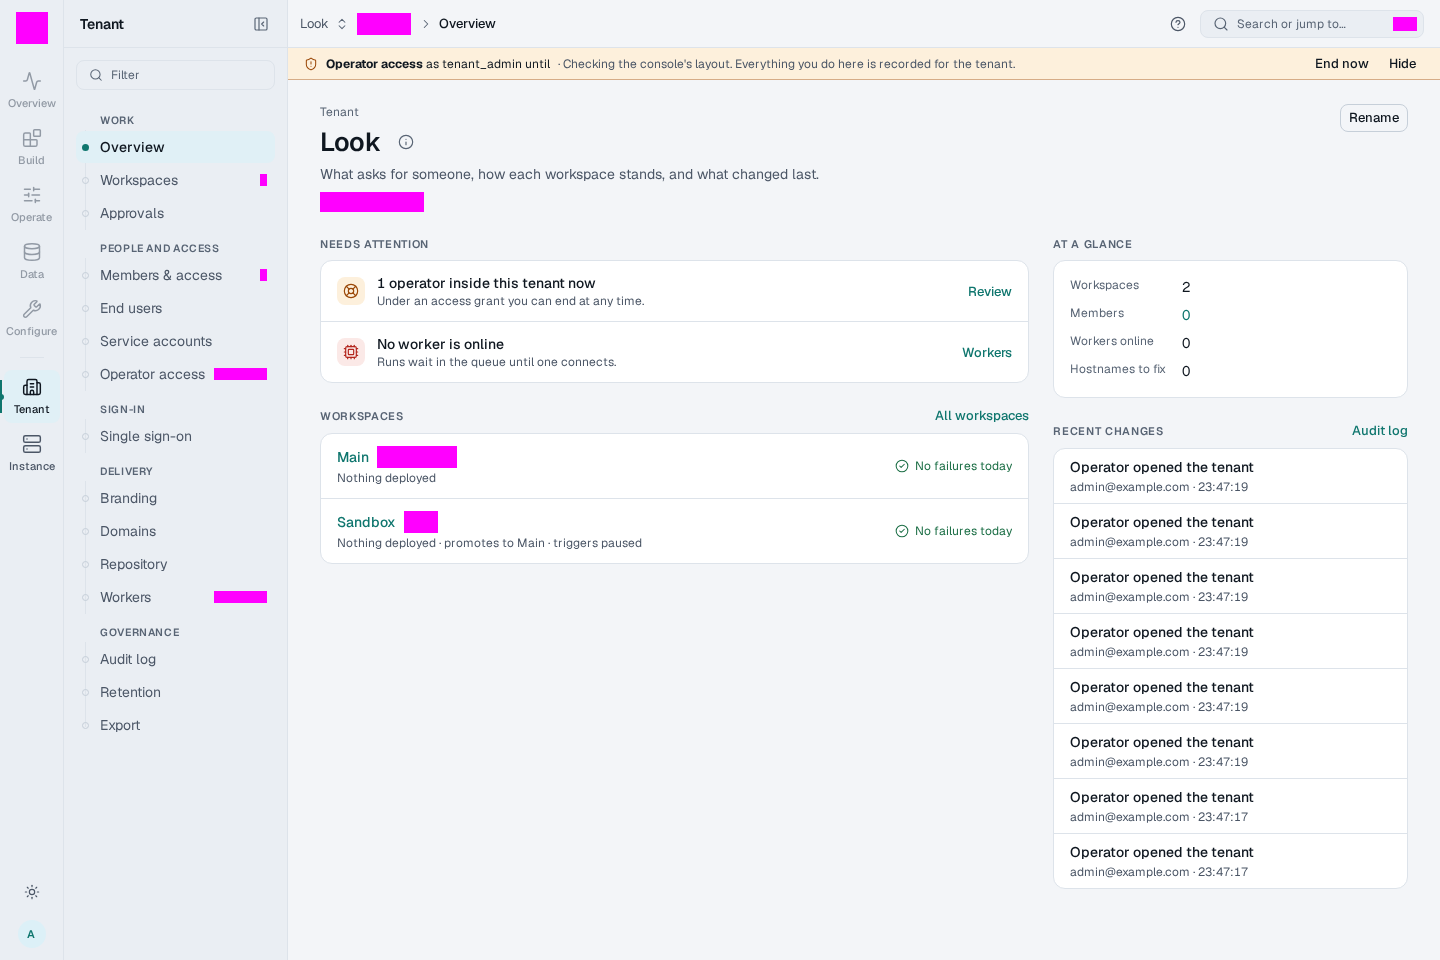 Tenant
Look
Overview
Search or jump to…
Operator access as tenant_admin until · Checking the console's layout. Everything you do here is recorded for the tenant.
End now
Hide
Overview
Build
Operate
Data
Configure
Tenant
Instance
A
Filter
WORK
Overview
Workspaces
Approvals
PEOPLE AND ACCESS
Members & access
End users
Service accounts
Operator access
SIGN-IN
Single sign-on
DELIVERY
Branding
Domains
Repository
Workers
GOVERNANCE
Audit log
Retention
Export
Tenant
Look
Rename
What asks for someone, how each workspace stands, and what changed last.
NEEDS ATTENTION
1 operator inside this tenant now
Under an access grant you can end at any time.
Review
No worker is online
Runs wait in the queue until one connects.
Workers
WORKSPACES
All workspaces
Main
Nothing deployed
No failures today
Sandbox
Nothing deployed · promotes to Main · triggers paused
No failures today
AT A GLANCE
Workspaces 2
Members 0
Workers online 0
Hostnames to fix 0
RECENT CHANGES
Audit log
Operator opened the tenant
admin@example.com · 23:47:19
Operator opened the tenant
admin@example.com · 23:47:19
Operator opened the tenant
admin@example.com · 23:47:19
Operator opened the tenant
admin@example.com · 23:47:19
Operator opened the tenant
admin@example.com · 23:47:19
Operator opened the tenant
admin@example.com · 23:47:19
Operator opened the tenant
admin@example.com · 23:47:17
Operator opened the tenant
admin@example.com · 23:47:17